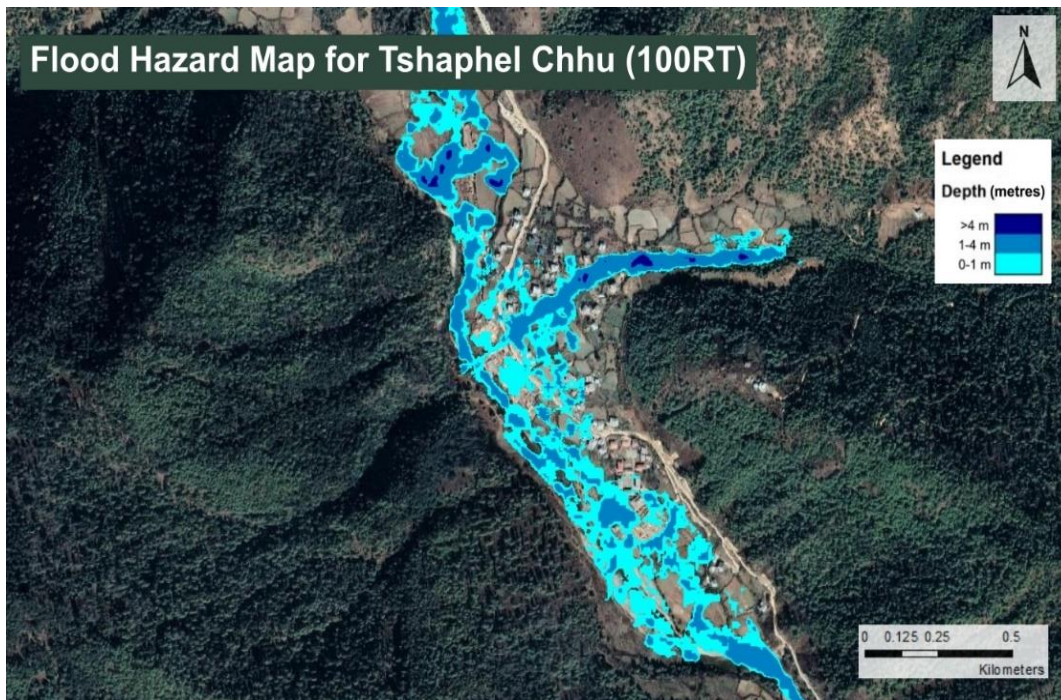 Flood Hazard Map for Tshaphel Chhu (100RT)
N
Legend
Depth (metres)
>4 m
1-4 m
0-1 m
0 0.125 0.25 0.5
Kilometers